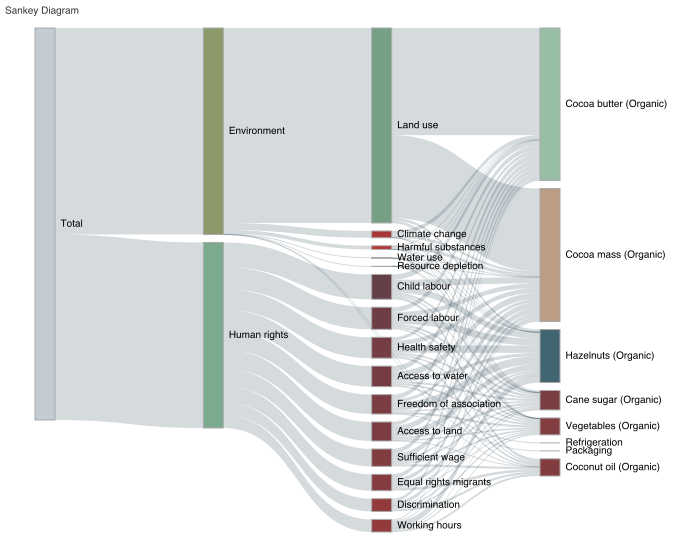 Sankey Diagram
Total
Environment
Human rights
Land use
Climate change
Harmful substances
Water use
Resource depletion
Child labour
Forced labour
Health safety
Access to water
Freedom of association
Access to land
Sufficient wage
Equal rights migrants
Discrimination
Working hours
Cocoa butter (Organic)
Cocoa mass (Organic)
Hazelnuts (Organic)
Cane sugar (Organic)
Vegetables (Organic)
Refrigeration
Packaging
Coconut oil (Organic)